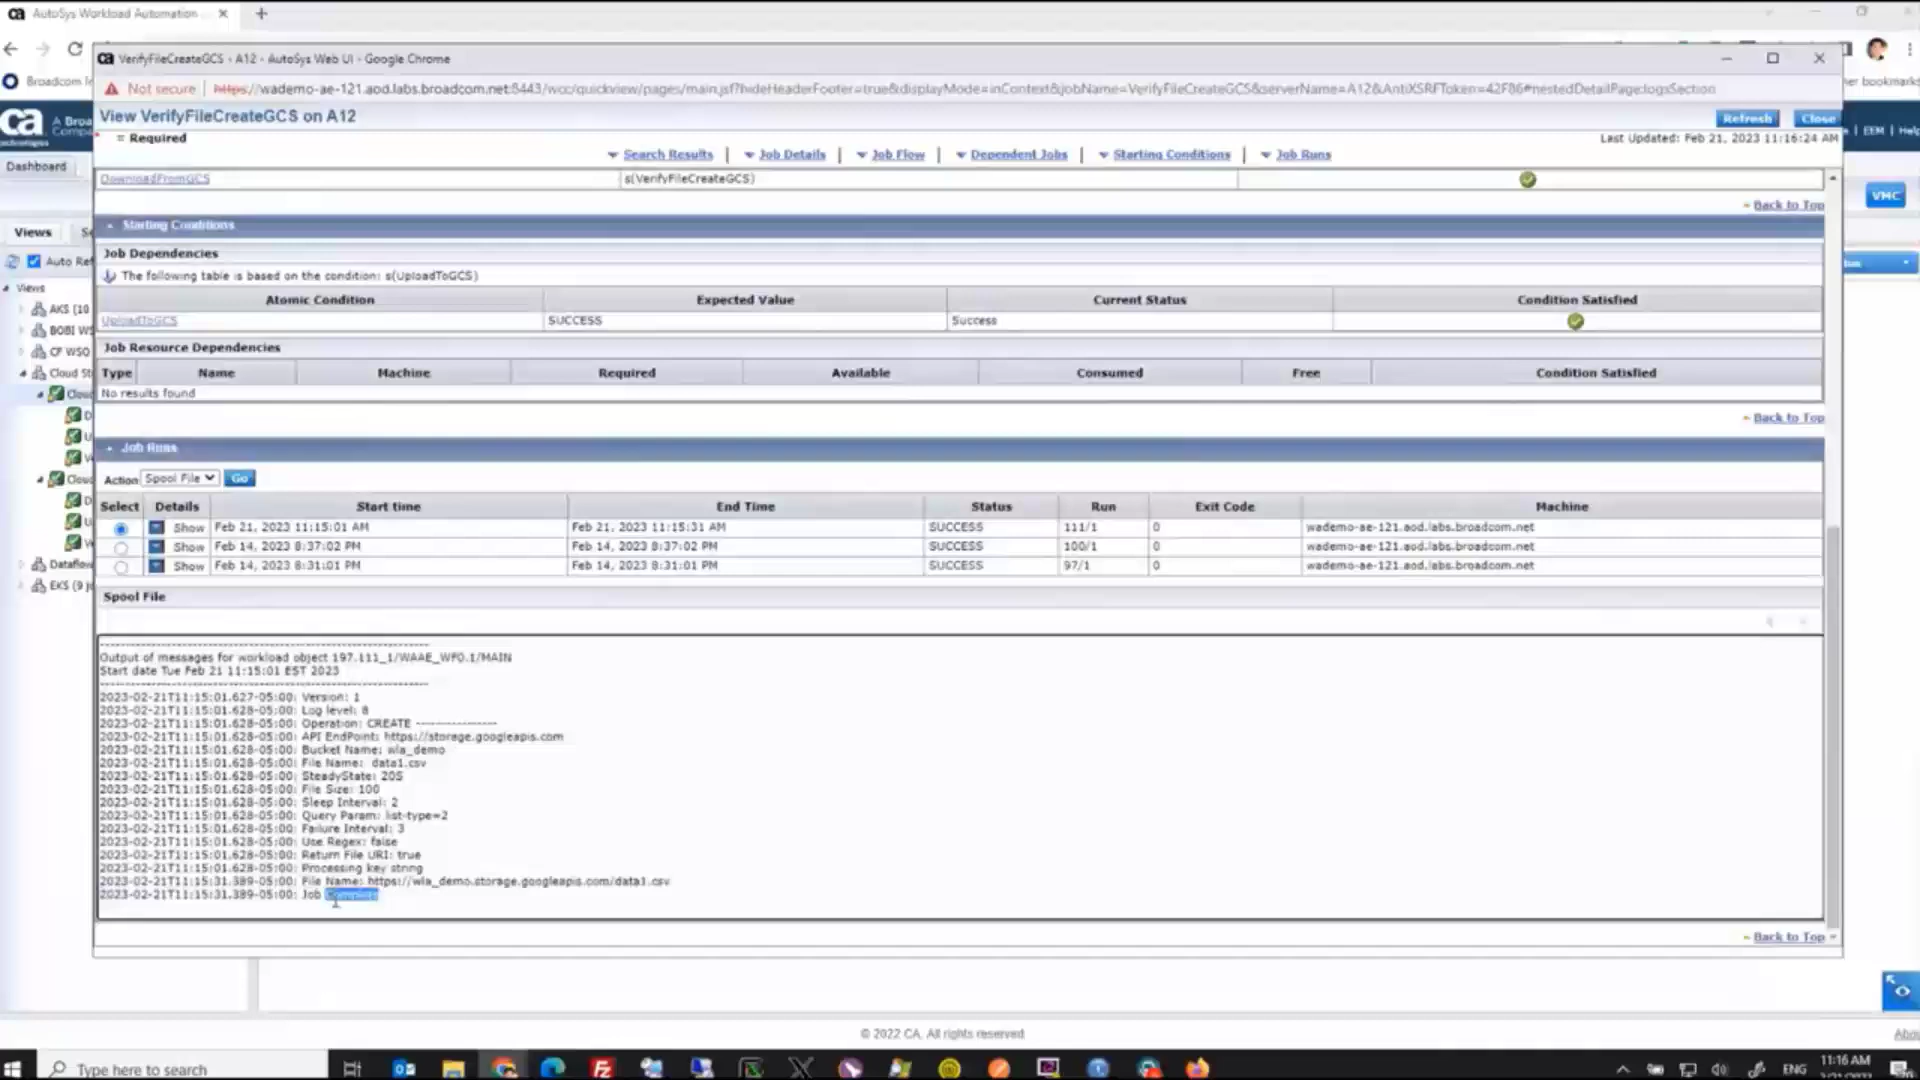 AutoSys Workload Automation
VerifyFileCreateGCS - A12 - AutoSys Web UI - Google Chrome
Not secure https://wademo-ae-121.aod.labs.broadcom.net:8443/wcc/quickview/pages/main.jsf?hideHeaderFooter=true&displayMode=inContext&jobName=VerifyFileCreateGCS&serverName=A12&AntiXSRFToken=42F86#nestedDetailPage:logsSection
Broadcom
er bookmarks
View VerifyFileCreateGCS on A12
Refresh Close
= Required
Last Updated: Feb 21, 2023 11:16:24 AM
Search Results | Job Details | Job Flow | Dependent Jobs | Starting Conditions | Job Runs
ca A Broa
Compa
technologies
EEM | Help
Dashboard
DownloadFromGCS s(VerifyFileCreateGCS)
VMC
Back to Top
Starting Conditions
Views
Job Dependencies
Auto Ref
The following table is based on the condition: s(UploadToGCS)
Views
Atomic Condition Expected Value Current Status Condition Satisfied
AKS (10
UploadToGCS SUCCESS Success
BOBI WS
Job Resource Dependencies
CF WSO
Type Name Machine Required Available Consumed Free Condition Satisfied
Cloud St
No results found
Cloud
Back to Top
Job Runs
Action Spool File Go
Cloud
Select Details Start time End Time Status Run Exit Code Machine
Show Feb 21, 2023 11:15:01 AM Feb 21, 2023 11:15:31 AM SUCCESS 111/1 0 wademo-ae-121.aod.labs.broadcom.net
Show Feb 14, 2023 8:37:02 PM Feb 14, 2023 8:37:02 PM SUCCESS 100/1 0 wademo-ae-121.aod.labs.broadcom.net
Show Feb 14, 2023 8:31:01 PM Feb 14, 2023 8:31:01 PM SUCCESS 97/1 0 wademo-ae-121.aod.labs.broadcom.net
Dataflow
EKS (9 j
Spool File
Output of messages for workload object 197.111_1/WAAE_WF0.1/MAIN
Start date Tue Feb 21 11:15:01 EST 2023
2023-02-21T11:15:01.627-05:00: Version: 1
2023-02-21T11:15:01.628-05:00: Log level: 8
2023-02-21T11:15:01.628-05:00: Operation: CREATE -----------------
2023-02-21T11:15:01.628-05:00: API EndPoint: https://storage.googleapis.com
2023-02-21T11:15:01.628-05:00: Bucket Name: wla_demo
2023-02-21T11:15:01.628-05:00: File Name: data1.csv
2023-02-21T11:15:01.628-05:00: SteadyState: 20S
2023-02-21T11:15:01.628-05:00: File Size: 100
2023-02-21T11:15:01.628-05:00: Sleep Interval: 2
2023-02-21T11:15:01.628-05:00: Query Param: list-type=2
2023-02-21T11:15:01.628-05:00: Failure Interval: 3
2023-02-21T11:15:01.628-05:00: Use Regex: false
2023-02-21T11:15:01.628-05:00: Return File URI: true
2023-02-21T11:15:01.628-05:00: Processing key string
2023-02-21T11:15:31.389-05:00: File Name: https://wla_demo.storage.googleapis.com/data1.csv
2023-02-21T11:15:31.389-05:00: Job
Back to Top
© 2022 CA. All rights reserved
Abou
Type here to search
ENG
11:16 AM